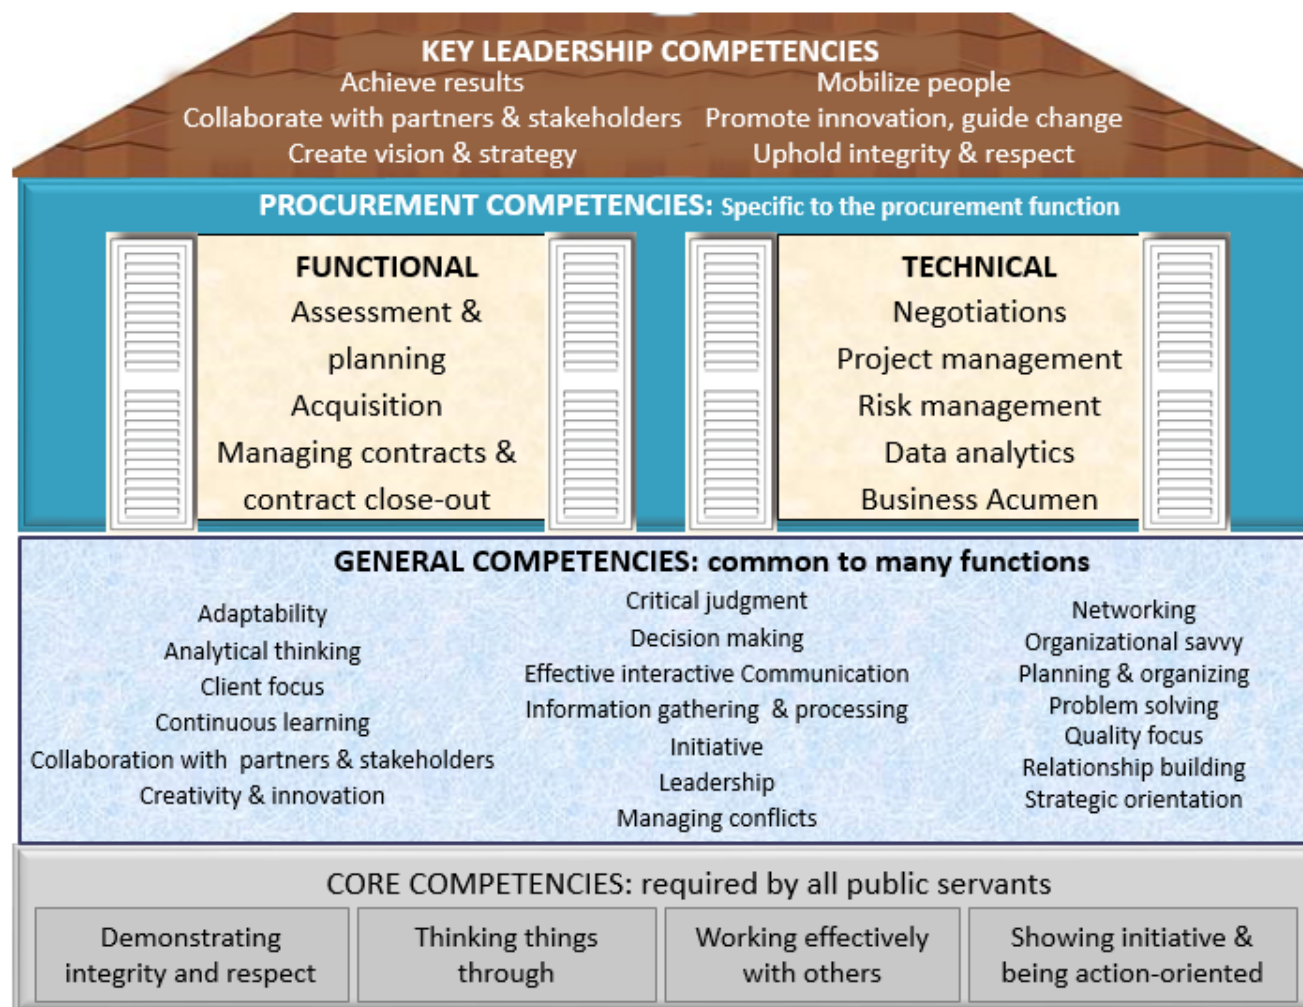 KEY LEADERSHIP COMPETENCIES
Achieve results
Collaborate with partners & stakeholders
Create vision & strategy
Mobilize people
Promote innovation, guide change
Uphold integrity & respect
PROCUREMENT COMPETENCIES: Specific to the procurement function
FUNCTIONAL
Assessment &
planning
Acquisition
Managing contracts &
contract close-out
TECHNICAL
Negotiations
Project management
Risk management
Data analytics
Business Acumen
GENERAL COMPETENCIES: common to many functions
Adaptability
Analytical thinking
Client focus
Continuous learning
Collaboration with partners & stakeholders
Creativity & innovation
Critical judgment
Decision making
Effective interactive Communication
Information gathering & processing
Initiative
Leadership
Managing conflicts
Networking
Organizational savvy
Planning & organizing
Problem solving
Quality focus
Relationship building
Strategic orientation
CORE COMPETENCIES: required by all public servants
Demonstrating
integrity and respect
Thinking things
through
Working effectively
with others
Showing initiative &
being action-oriented